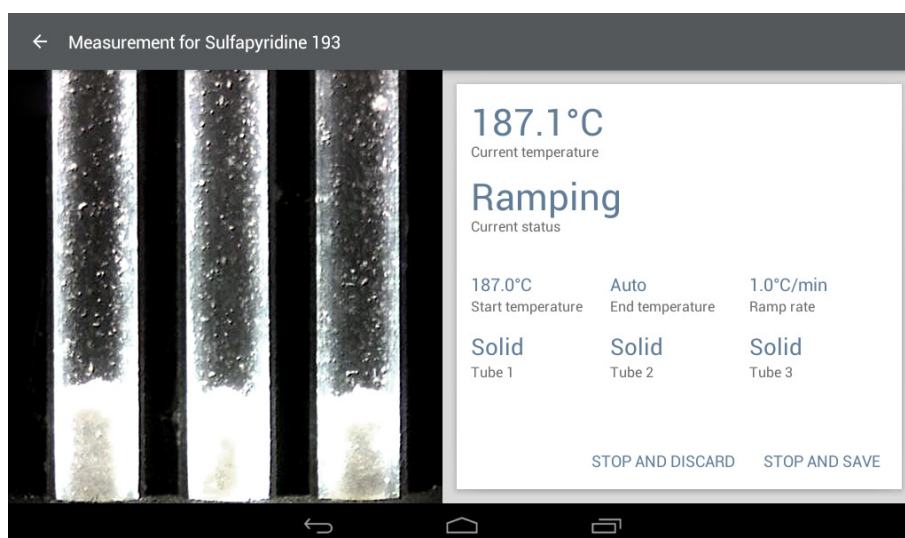 Measurement for Sulfapyridine 193
187.1°C
Current temperature
Ramping
Current status
187.0°C Auto 1.0°C/min
Start temperature End temperature Ramp rate
Solid Solid Solid
Tube 1 Tube 2 Tube 3
STOP AND DISCARD STOP AND SAVE